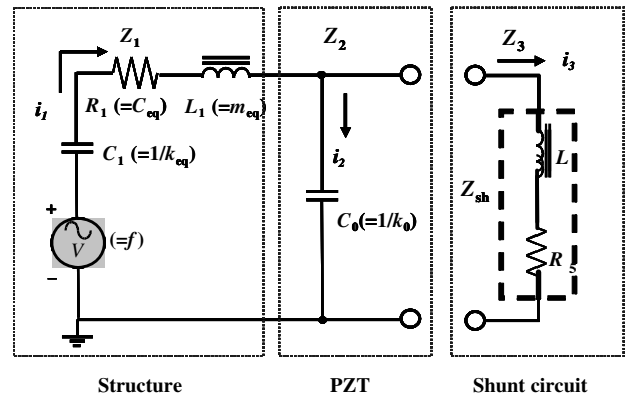 Z1
Z2
Z3
i1
i3
R1 (=Ceq)
L1 (=meq)
C1 (=1/keq)
i2
L
Zsh
C0(=1/k0)
R s
+
V
(=f)
−
Structure
PZT
Shunt circuit